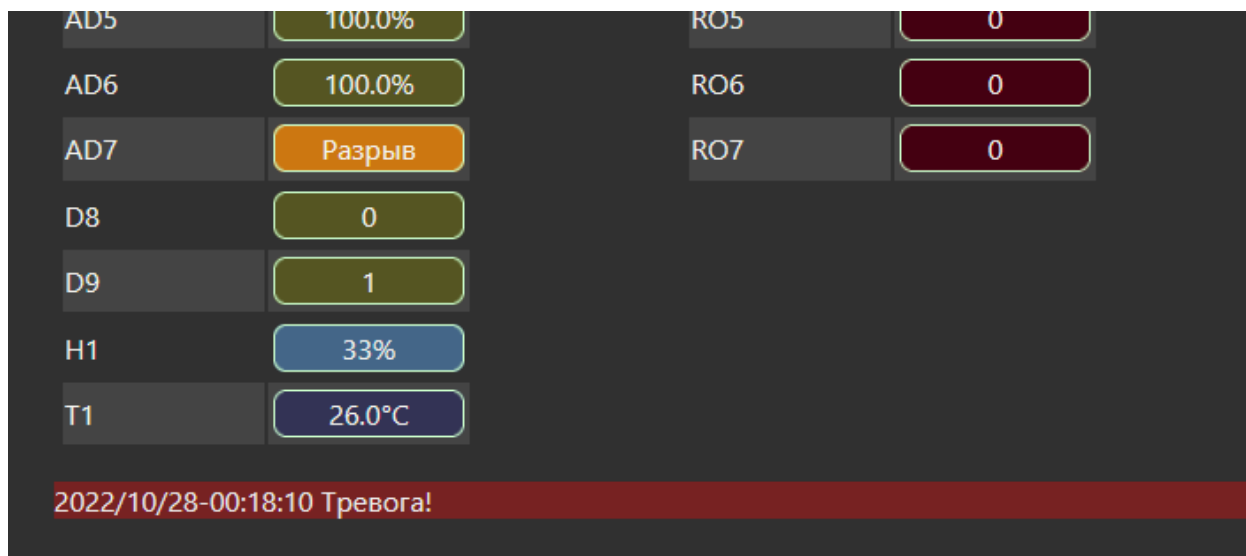 AD5 100.0% RO5 0
AD6 100.0% RO6 0
AD7 Разрыв RO7 0
D8 0
D9 1
H1 33%
T1 26.0°C
2022/10/28-00:18:10 Тревога!